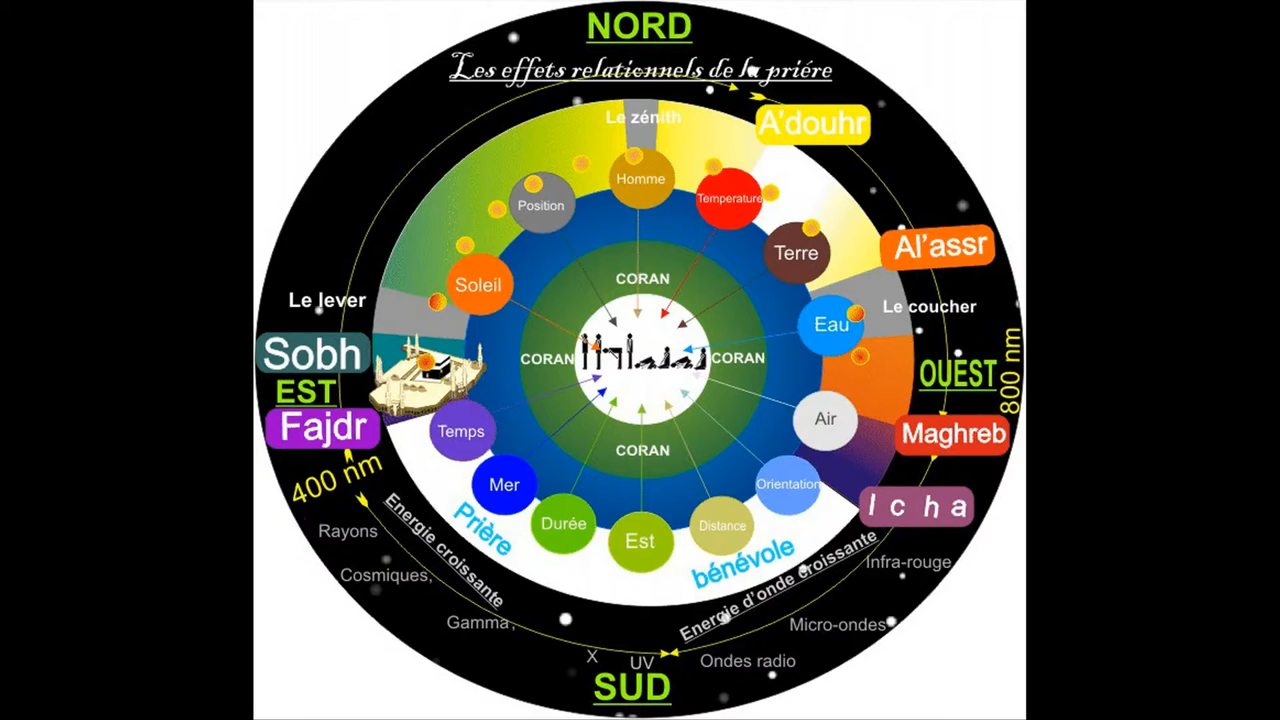 NORD
Les effets relationnels de la priére
Le zénith
A'douhr
Homme
Position
Temperature
Terre
Al'assr
Soleil
CORAN
Le lever
Le coucher
Eau
Sobh
CORAN
CORAN
OUEST
800 nm
EST
Fajdr
Temps
Air
Maghreb
CORAN
400 nm
Mer
Orientation
Icha
Durée
Est
Distance
Prière
bénévole
Energie croissante
Energie d'onde croissante
Rayons
Cosmiques,
Gamma,
X
UV
Ondes radio
Micro-ondes
Infra-rouge
SUD